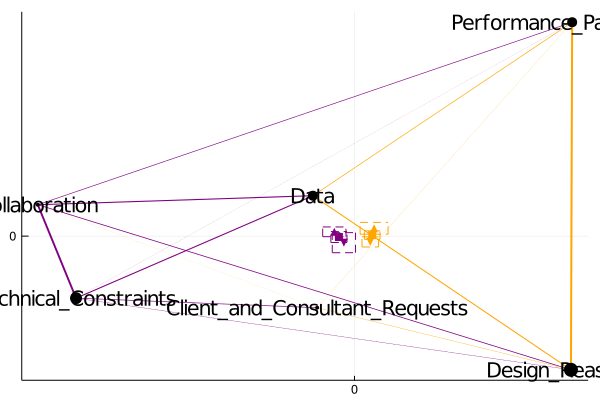 Performance_Pa
Data
ollaboration
0
chnical_Constraints
Client_and_Consultant_Requests
Design_Reas
0